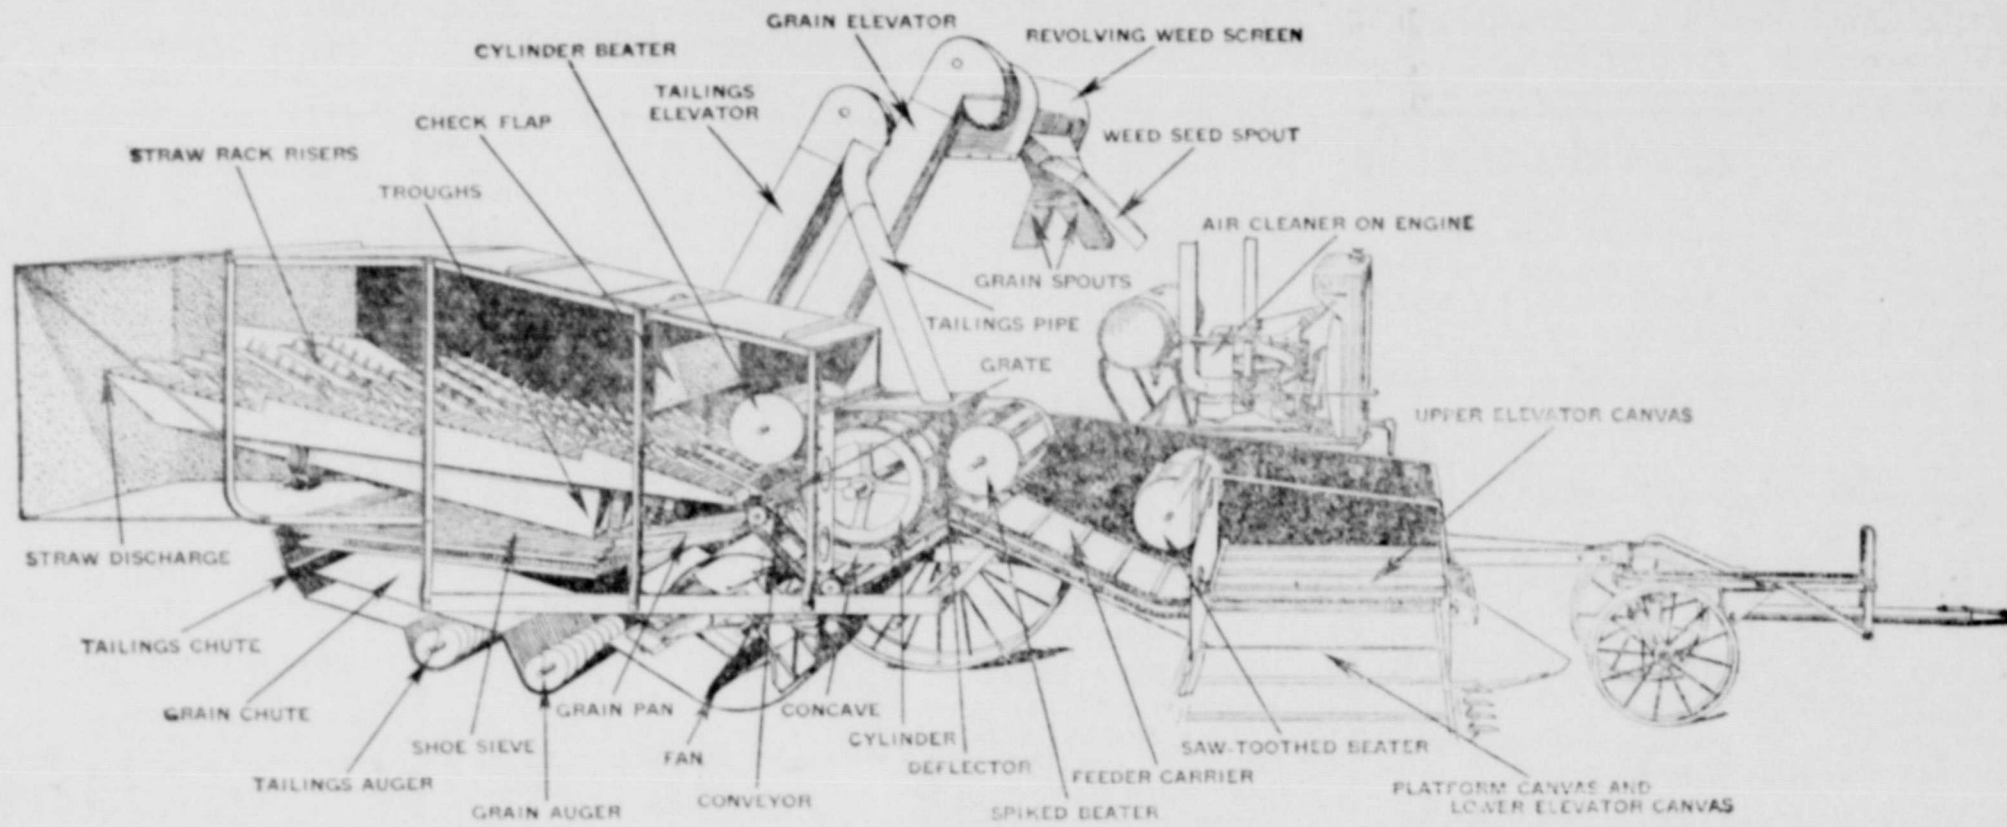 GRAIN ELEVATOR
REVOLVING WEED SCREEN
CYLINDER BEATER
TAILINGS
ELEVATOR
CHECK FLAP
WEED SEED SPOUT
STRAW RACK RISERS
TROUGHS
AIR CLEANER ON ENGINE
GRAIN SPOUTS
TAILINGS PIPE
GRATE
UPPER ELEVATOR CANVAS
STRAW DISCHARGE
TAILINGS CHUTE
GRAIN CHUTE
GRAIN PAN
CONCAVE
SHOE SIEVE
FAN
CYLINDER
SAW-TOOTHED BEATER
DEFLECTOR
FEEDER CARRIER
TAILINGS AUGER
PLATFORM CANVAS AND
LOWER ELEVATOR CANVAS
CONVEYOR
GRAIN AUGER
SPIKED BEATER